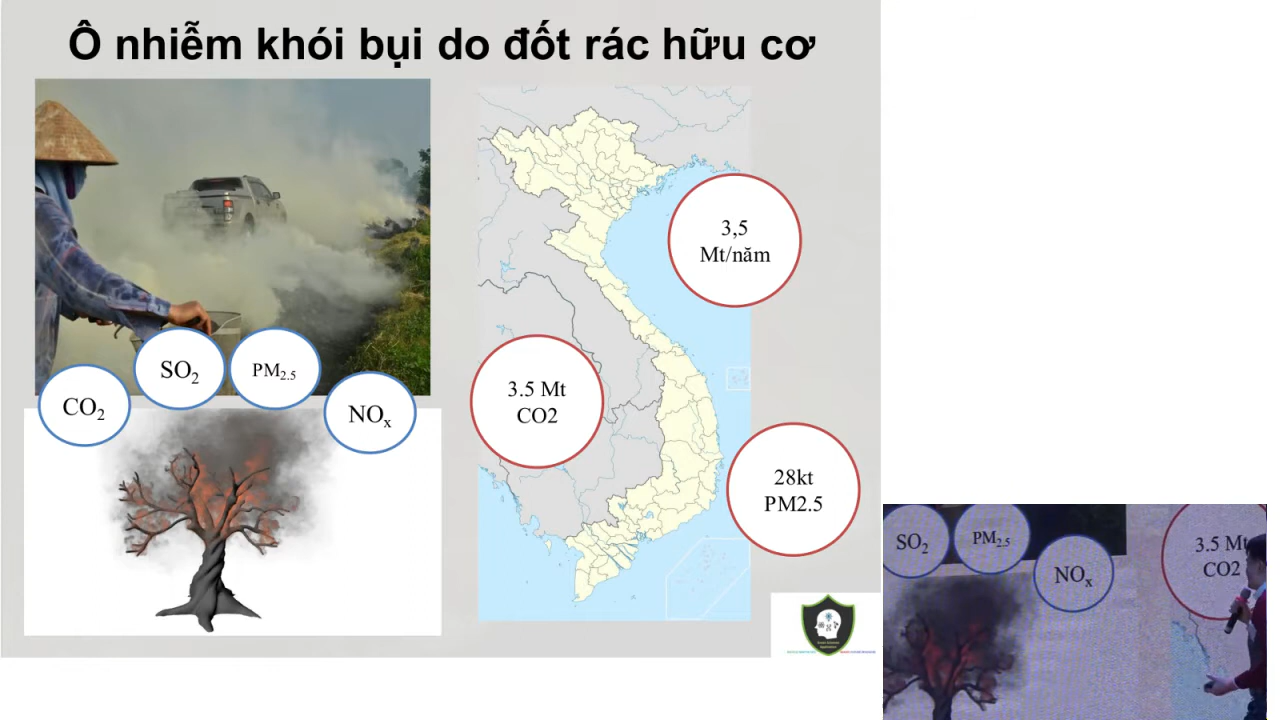 Ô nhiễm khói bụi do đốt rác hữu cơ
3,5
Mt/năm
SO2
PM2.5
CO2
NOx
3.5 Mt
CO2
28kt
PM2.5
SO2
PM2.5
NOx
3.5 Mt
CO2